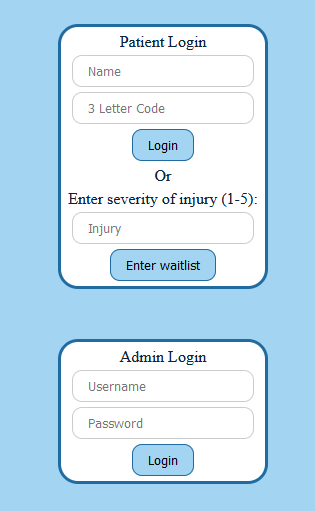 Patient Login
Name
3 Letter Code
Login
Or
Enter severity of injury (1-5):
Injury
Enter waitlist
Admin Login
Username
Password
Login